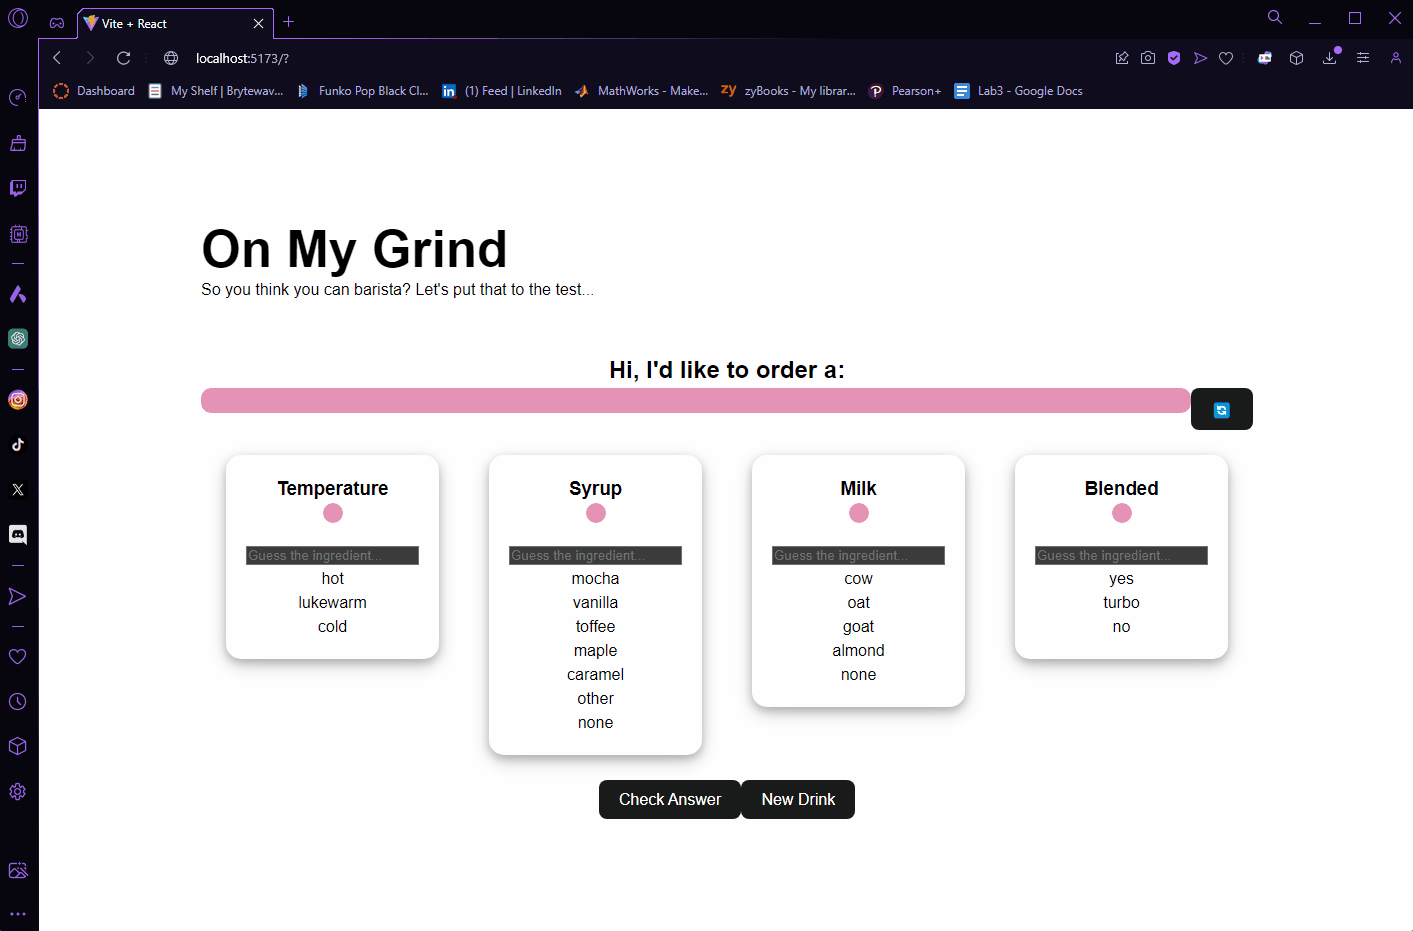 Vite + React
localhost:5173/?
Dashboard
My Shelf | Brytewav...
Funko Pop Black Cl...
(1) Feed | LinkedIn
MathWorks - Make...
zyBooks - My librar...
Pearson+
Lab3 - Google Docs
On My Grind
So you think you can barista? Let's put that to the test...
Hi, I'd like to order a:
Temperature
Guess the ingredient...
hot
lukewarm
cold
Syrup
Guess the ingredient...
mocha
vanilla
toffee
maple
caramel
other
none
Milk
Guess the ingredient...
cow
oat
goat
almond
none
Blended
Guess the ingredient...
yes
turbo
no
Check Answer
New Drink